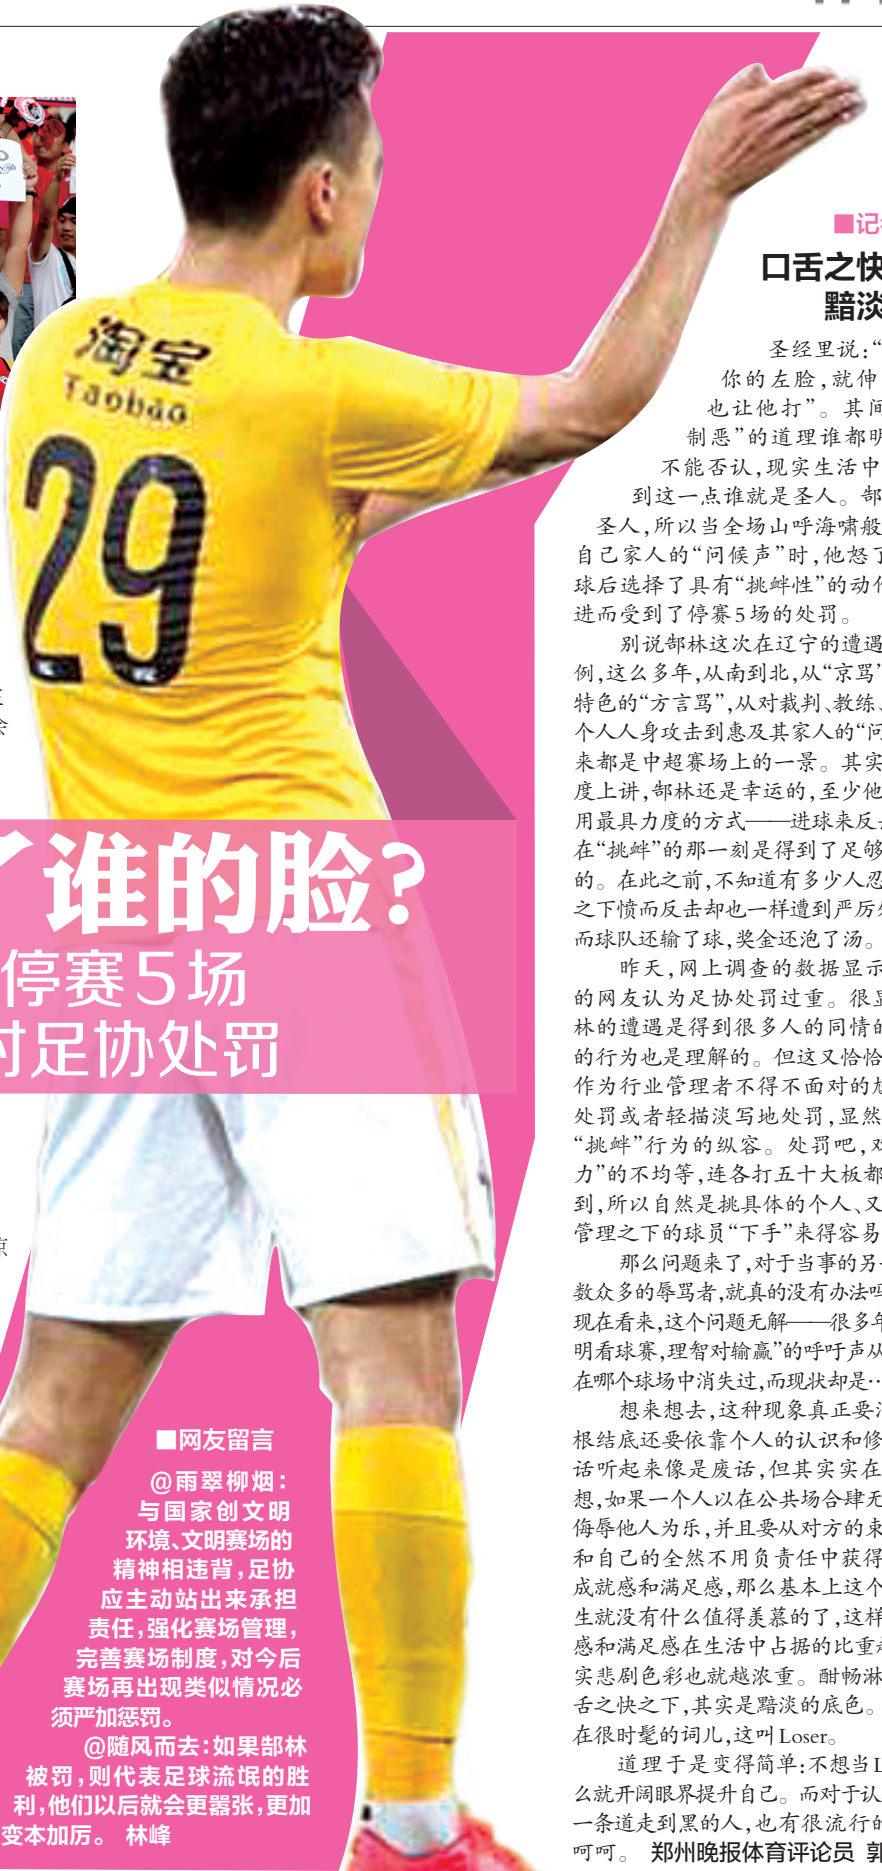 淘宝
Taobao
29
谁的脸?
停赛5场
对足协处罚
■网友留言
@雨翠柳烟：
与国家创文明
环境、文明赛场的
精神相违背，足协
应主动站出来承担
责任，强化赛场管理，
完善赛场制度，对今后
赛场再出现类似情况必
须严加惩罚。
@随风而去：如果郜林
被罚，则代表足球流氓的胜
利，他们以后就会更嚣张，更加
变本加厉。 林峰
■记
口舌之快
黯淡
圣经里说：“
你的左脸，就伸
也让他打”。其间
制恶”的道理谁都明
不能否认，现实生活中
到这一点谁就是圣人。郜
圣人，所以当全场山呼海啸般
自己家人的“问候声”时，他怒了
球后选择了具有“挑衅性”的动作
进而受到了停赛5场的处罚。
别说郜林这次在辽宁的遭遇
例，这么多年，从南到北，从“京骂”
特色的“方言骂”，从对裁判、教练、
个人人身攻击到惠及其家人的“问
来都是中超赛场上的一景。其实
度上讲，郜林还是幸运的，至少他
用最具力度的方式——进球来反
在“挑衅”的那一刻是得到了足够
的。在此之前，不知道有多少人忍
之下愤而反击却也一样遭到严厉
而球队还输了球，奖金还泡了汤。
昨天，网上调查的数据显示
的网友认为足协处罚过重。很显
林的遭遇是得到很多人的同情的
的行为也是理解的。但这又恰恰
作为行业管理者不得不面对的尴
处罚或者轻描淡写地处罚，显然
“挑衅”行为的纵容。处罚吧，对
力”的不均等，连各打五十大板都
到，所以自然是挑具体的个人、又
管理之下的球员“下手”来得容易
那么问题来了，对于当事的另
数众多的辱骂者，就真的没有办法吗
现在看来，这个问题无解——很多年
明看球赛，理智对输赢”的呼吁声从
在哪个球场中消失过，而现状却是…
想来想去，这种现象真正要消
根结底还要依靠个人的认识和修
话听起来像是废话，但其实实在
想，如果一个人以在公共场合肆无
侮辱他人为乐，并且要从对方的束
和自己的全然不用负责任中获得
成就感和满足感，那么基本上这个
生就没有什么值得羡慕的了，这样
感和满足感在生活中占据的比重越
实悲剧色彩也就越浓重。酣畅淋
舌之快之下，其实是黯淡的底色。
在很时髦的词儿，这叫Loser。
道理于是变得简单：不想当L
么就开阔眼界提升自己。而对于认
一条道走到黑的人，也有很流行的
呵呵。 郑州晚报体育评论员 郭